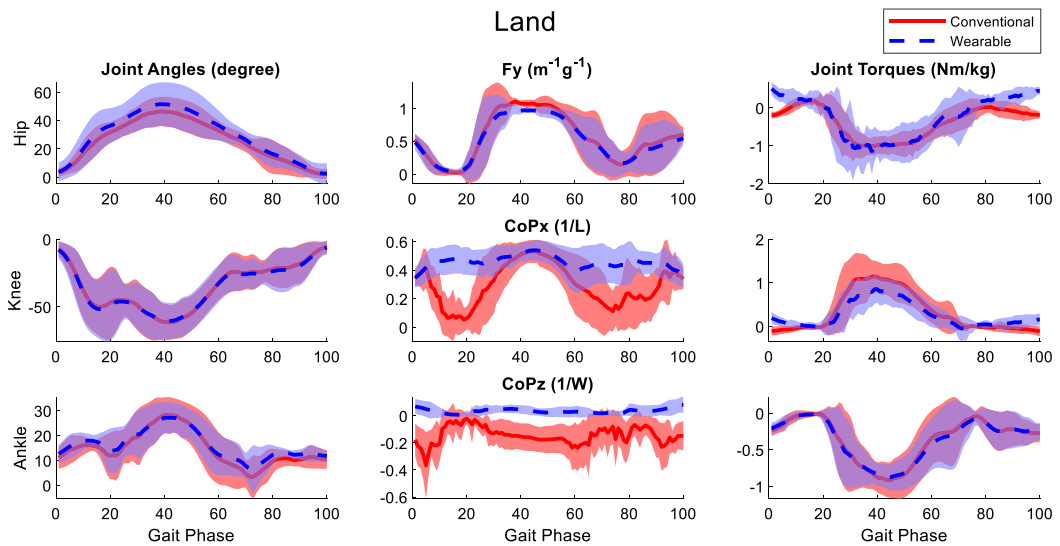 Land
Conventional
Wearable
Joint Angles (degree)
Fy (m⁻¹g⁻¹)
Joint Torques (Nm/kg)
Hip
60
40
20
0
0 20 40 60 80 100
1
0.5
0
0 20 40 60 80 100
0
-1
-2
0 20 40 60 80 100
CoPx (1/L)
Knee
0
-50
0 20 40 60 80 100
0.6
0.4
0.2
0
0 20 40 60 80 100
2
1
0
0 20 40 60 80 100
CoPz (1/W)
Ankle
30
20
10
0
0 20 40 60 80 100
0
-0.2
-0.4
-0.6
0 20 40 60 80 100
0
-0.5
-1
0 20 40 60 80 100
Gait Phase
Gait Phase
Gait Phase